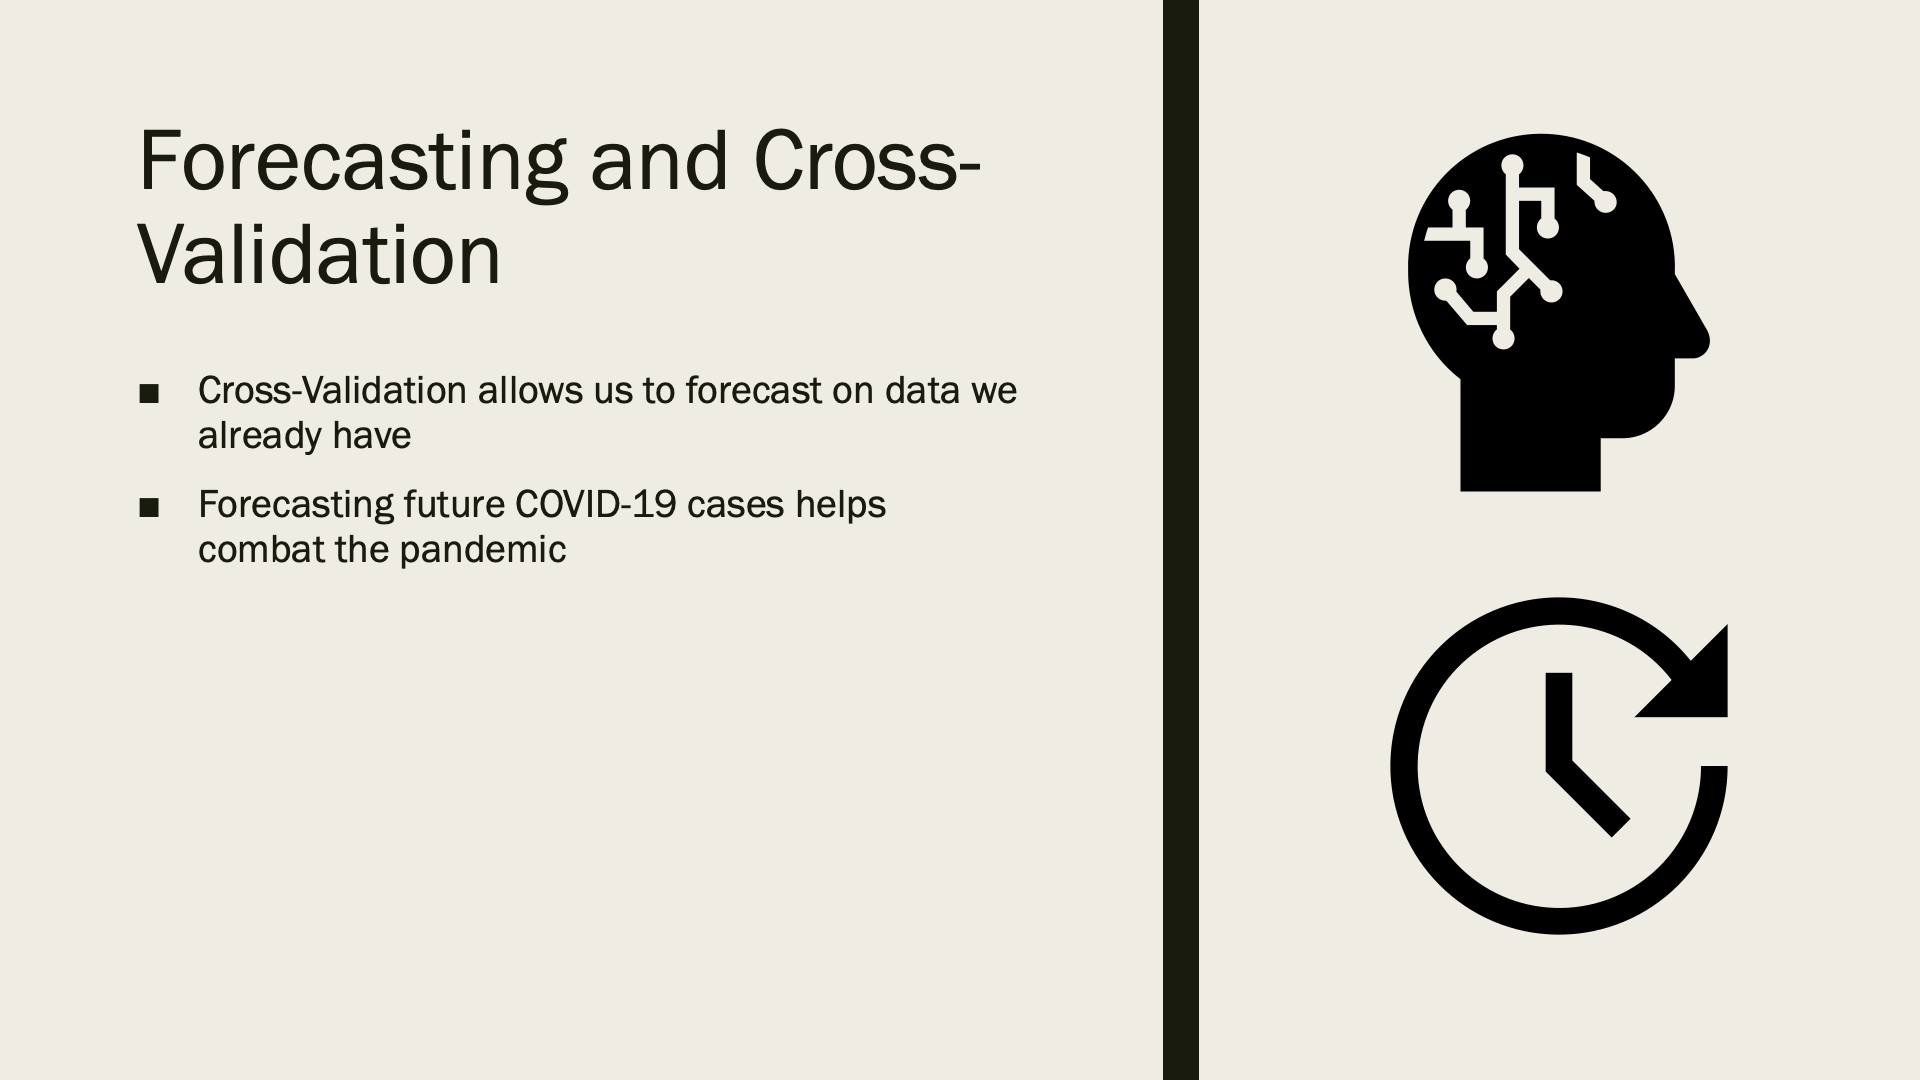 Forecasting and Cross-
Validation
■ Cross-Validation allows us to forecast on data we
already have
■ Forecasting future COVID-19 cases helps
combat the pandemic